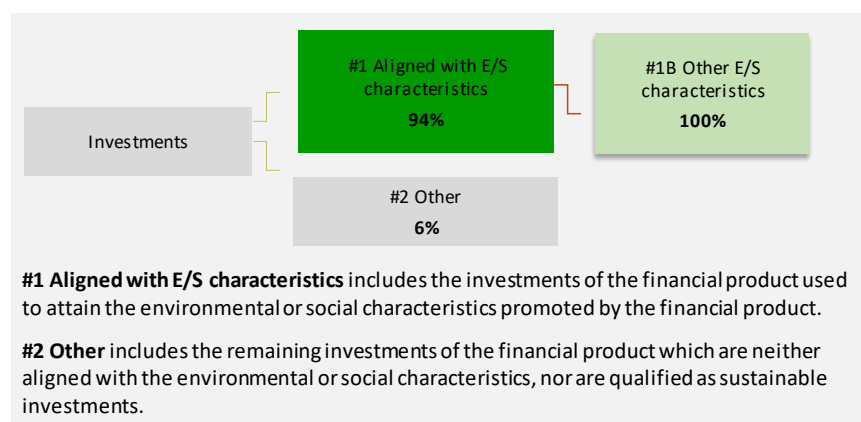 #1 Aligned with E/S
characteristics
94%
#1B Other E/S
characteristics
100%
Investments
#2 Other
6%
#1 Aligned with E/S characteristics includes the investments of the financial product used
to attain the environmental or social characteristics promoted by the financial product.
#2 Other includes the remaining investments of the financial product which are neither
aligned with the environmental or social characteristics, nor are qualified as sustainable
investments.